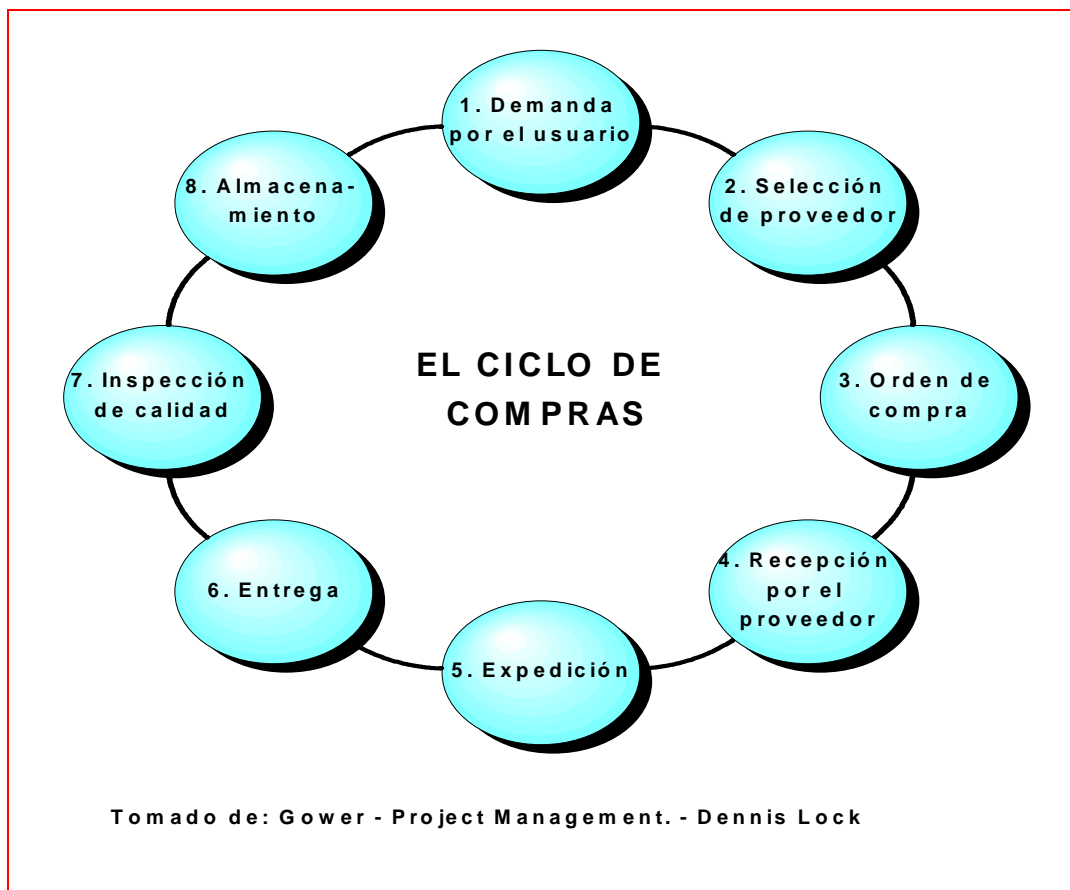 1. Demanda
por el usuario
2. Selección
de proveedor
3. Orden de
compra
4. Recepción
por el
proveedor
5. Expedición
6. Entrega
7. Inspección
de calidad
8. Almacena-
miento
EL CICLO DE
COMPRAS
Tomado de: Gower - Project Management. - Dennis Lock